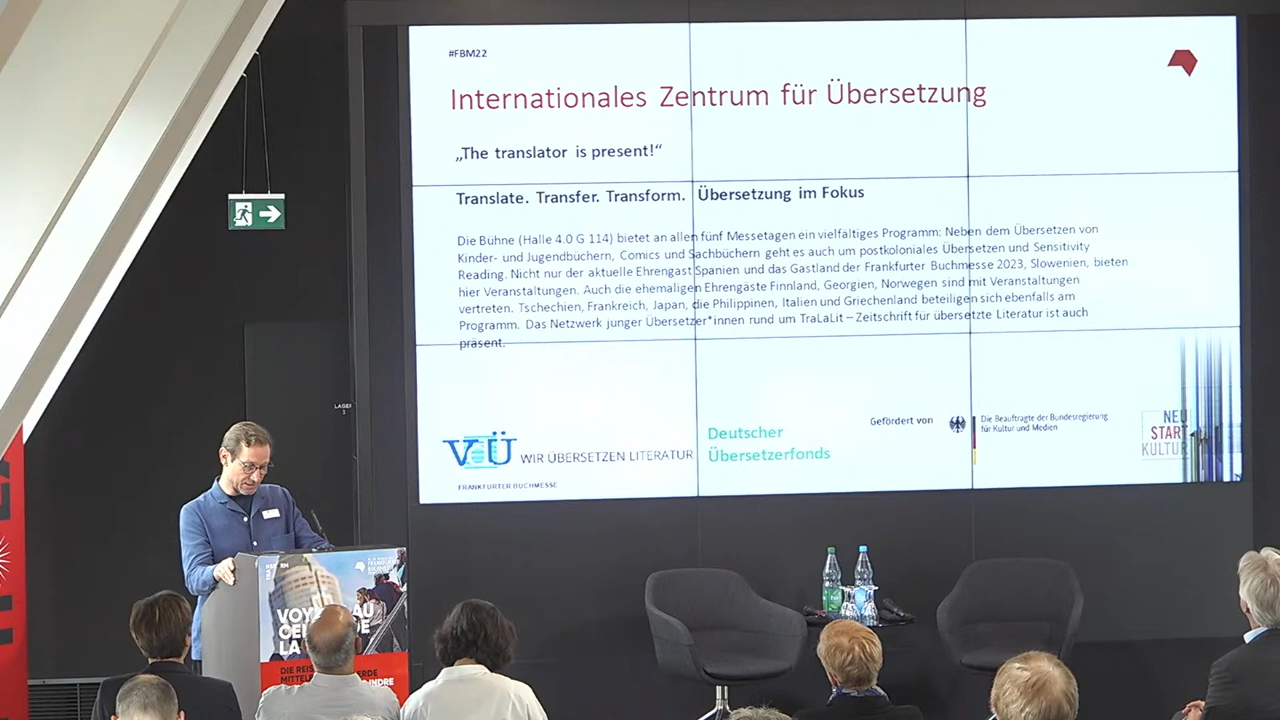 #FBM22
Internationales Zentrum für Übersetzung
„The translator is present!“
Translate. Transfer. Transform. Übersetzung im Fokus
Die Bühne (Halle 4.0 G 114) bietet an allen fünf Messetagen ein vielfältiges Programm: Neben dem Übersetzen von
Kinder- und Jugendbüchern, Comics und Sachbüchern geht es auch um postkoloniales Übersetzen und Sensitivity
Reading. Nicht nur der aktuelle Ehrengast Spanien und das Gastland der Frankfurter Buchmesse 2023, Slowenien, bieten
hier Veranstaltungen. Auch die ehemaligen Ehrengäste Finnland, Georgien, Norwegen sind mit Veranstaltungen
vertreten. Tschechien, Frankreich, Japan, die Philippinen, Italien und Griechenland beteiligen sich ebenfalls am
Programm. Das Netzwerk junger Übersetzer*innen rund um TraLaLit – Zeitschrift für übersetzte Literatur ist auch
präsent.
VdÜ WIR ÜBERSETZEN LITERATUR
Deutscher
Übersetzerfonds
Gefördert von
Die Beauftragte der Bundesregierung
für Kultur und Medien
NEU
START
KULTUR
FRANKFURTER BUCHMESSE
LAGER
FRANKFURTER
BUCHMESSE
LA
DIE